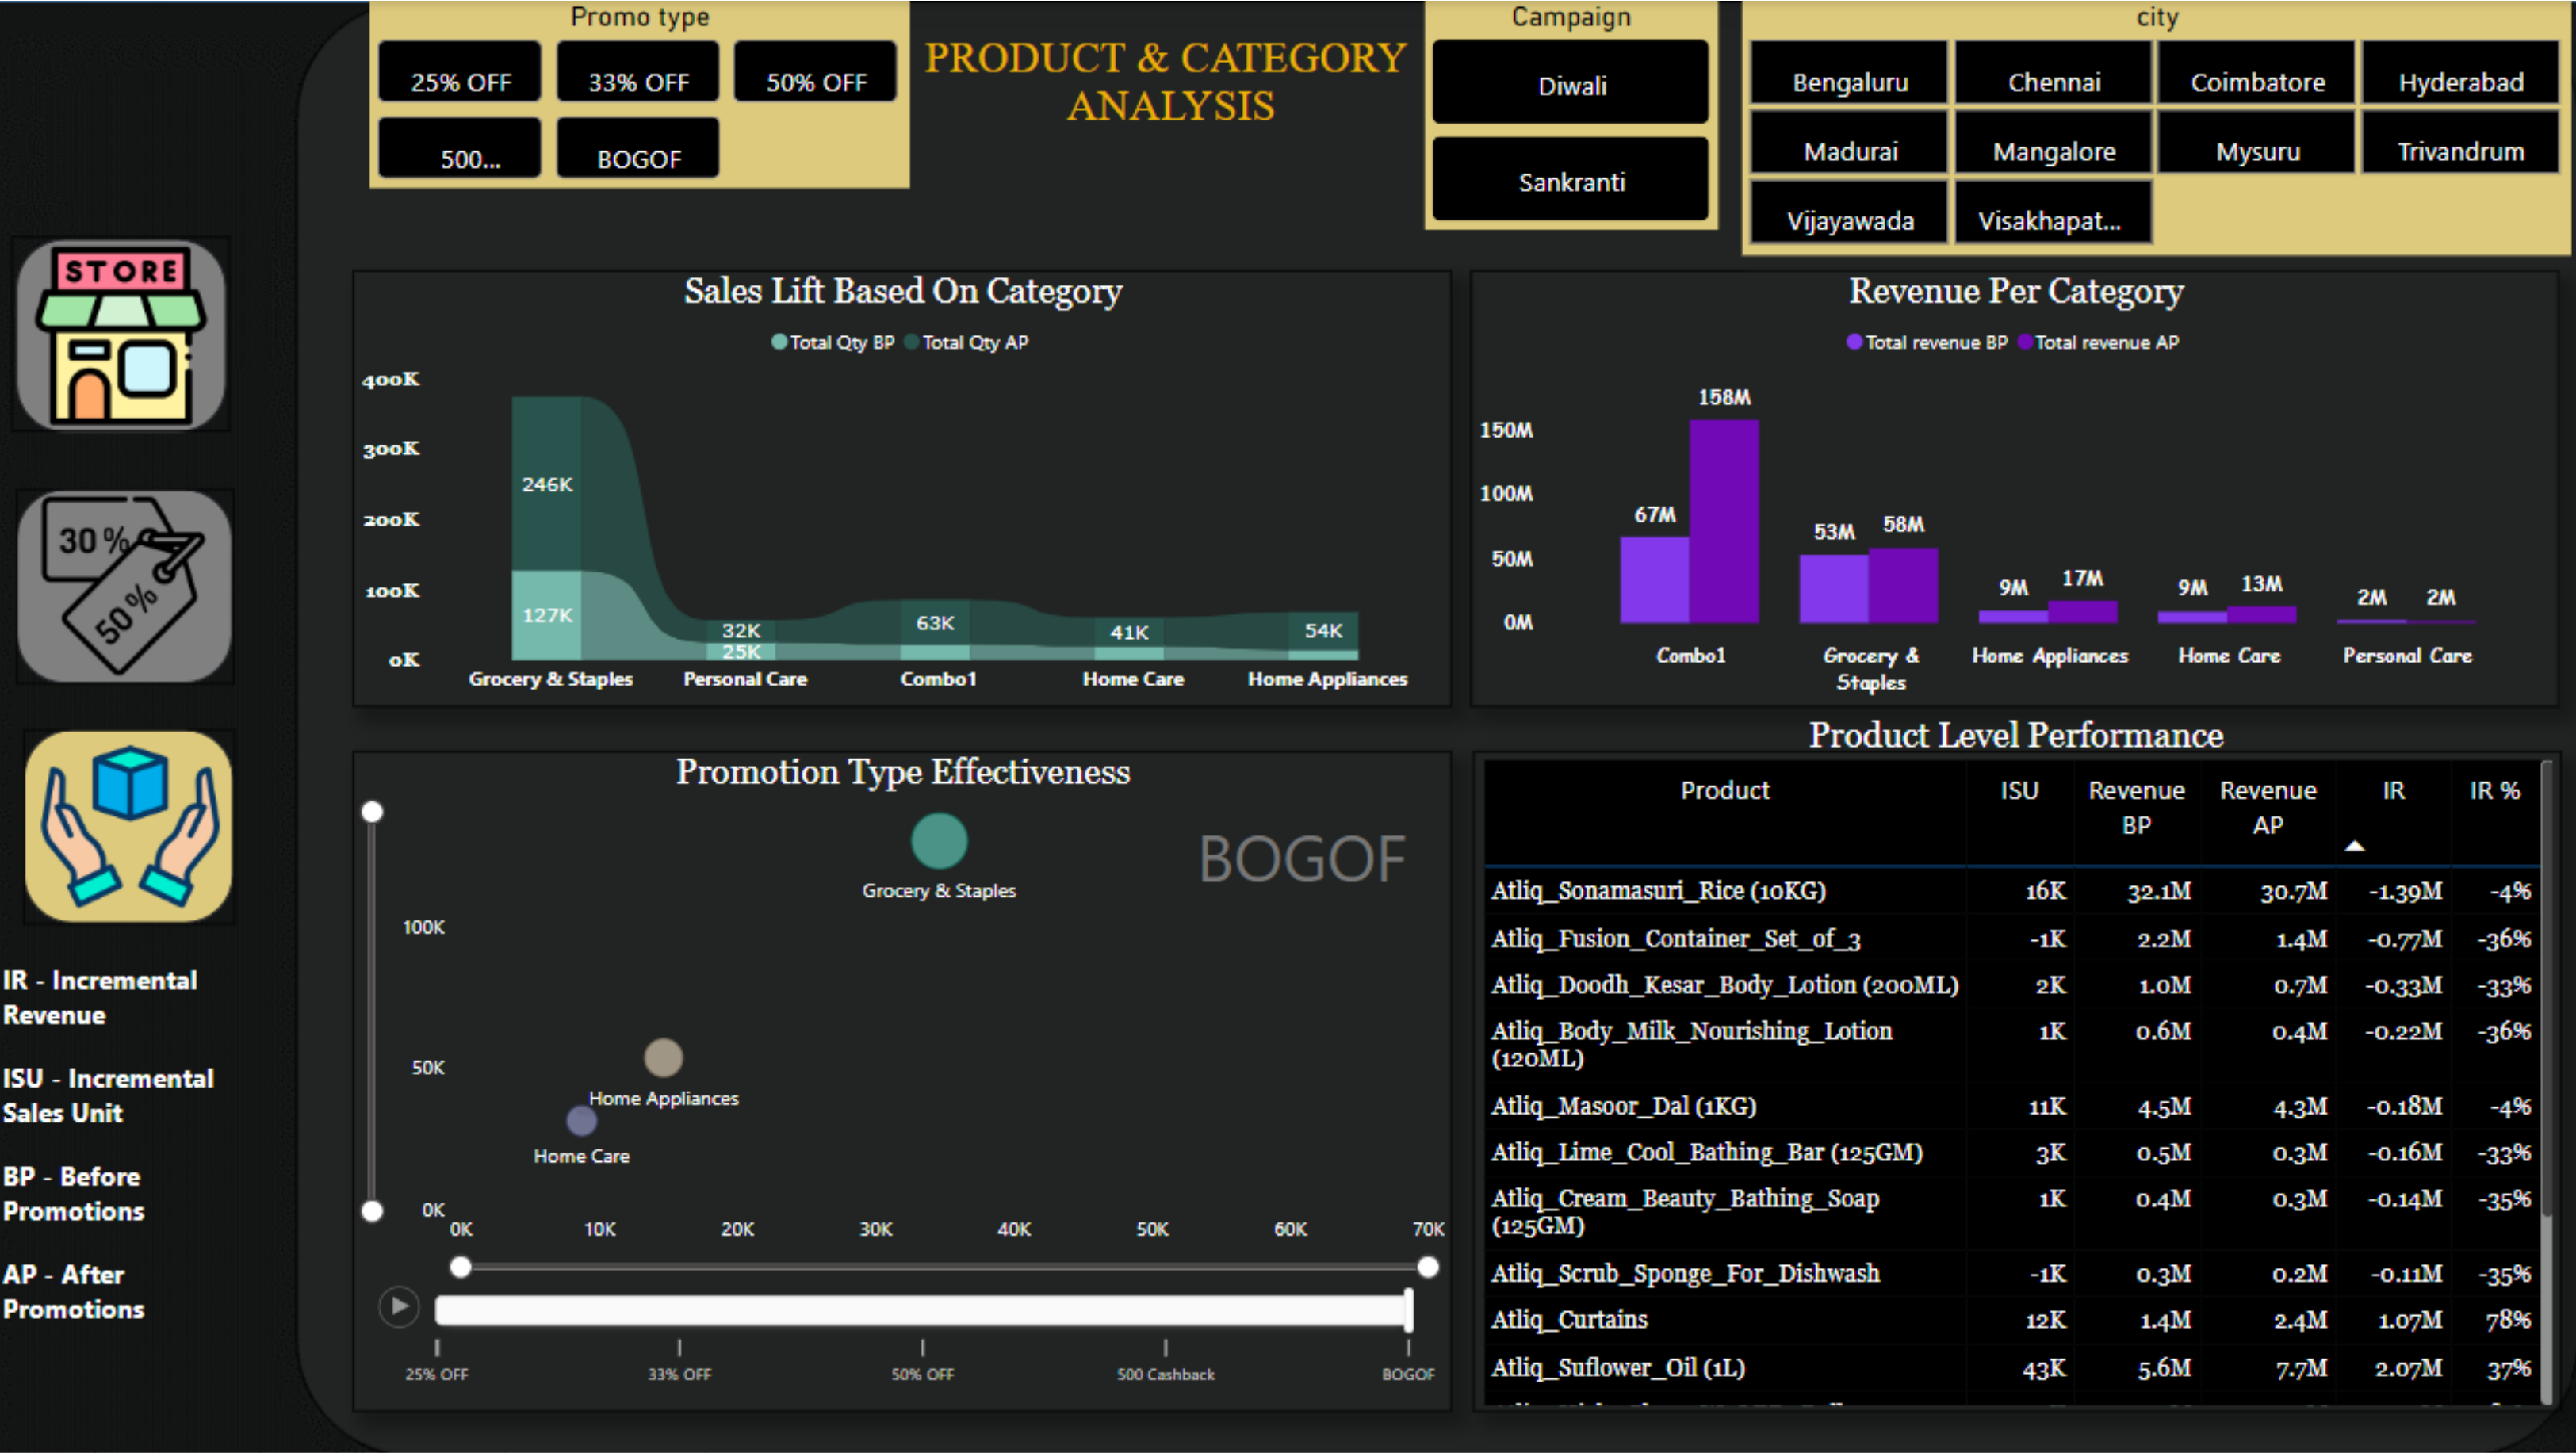 Promo type
25% OFF
33% OFF
50% OFF
500...
BOGOF
PRODUCT & CATEGORY
ANALYSIS
Campaign
Diwali
Sankranti
city
Bengaluru
Chennai
Coimbatore
Hyderabad
Madurai
Mangalore
Mysuru
Trivandrum
Vijayawada
Visakhapat...
STORE
30%
50%
IR - Incremental
Revenue
ISU - Incremental
Sales Unit
BP - Before
Promotions
AP - After
Promotions
Sales Lift Based On Category
Total Qty BP Total Qty AP
400K
300K
200K
100K
0K
246K
127K
32K
25K
63K
41K
54K
Grocery & Staples
Personal Care
Combo1
Home Care
Home Appliances
Revenue Per Category
Total revenue BP Total revenue AP
150M
100M
50M
0M
67M
158M
53M
58M
9M
17M
9M
13M
2M
2M
Combo1
Grocery &
Staples
Home Appliances
Home Care
Personal Care
Promotion Type Effectiveness
BOGOF
Grocery & Staples
100K
50K
Home Appliances
Home Care
0K
0K 10K 20K 30K 40K 50K 60K 70K
25% OFF
33% OFF
50% OFF
500 Cashback
BOGOF
Product Level Performance
Product ISU Revenue BP Revenue AP IR IR %
Atliq_Sonamasuri_Rice (10KG) 16K 32.1M 30.7M -1.39M -4%
Atliq_Fusion_Container_Set_of_3 -1K 2.2M 1.4M -0.77M -36%
Atliq_Doodh_Kesar_Body_Lotion (200ML) 2K 1.0M 0.7M -0.33M -33%
Atliq_Body_Milk_Nourishing_Lotion (120ML) 1K 0.6M 0.4M -0.22M -36%
Atliq_Masoor_Dal (1KG) 11K 4.5M 4.3M -0.18M -4%
Atliq_Lime_Cool_Bathing_Bar (125GM) 3K 0.5M 0.3M -0.16M -33%
Atliq_Cream_Beauty_Bathing_Soap (125GM) 1K 0.4M 0.3M -0.14M -35%
Atliq_Scrub_Sponge_For_Dishwash -1K 0.3M 0.2M -0.11M -35%
Atliq_Curtains 12K 1.4M 2.4M 1.07M 78%
Atliq_Suflower_Oil (1L) 43K 5.6M 7.7M 2.07M 37%